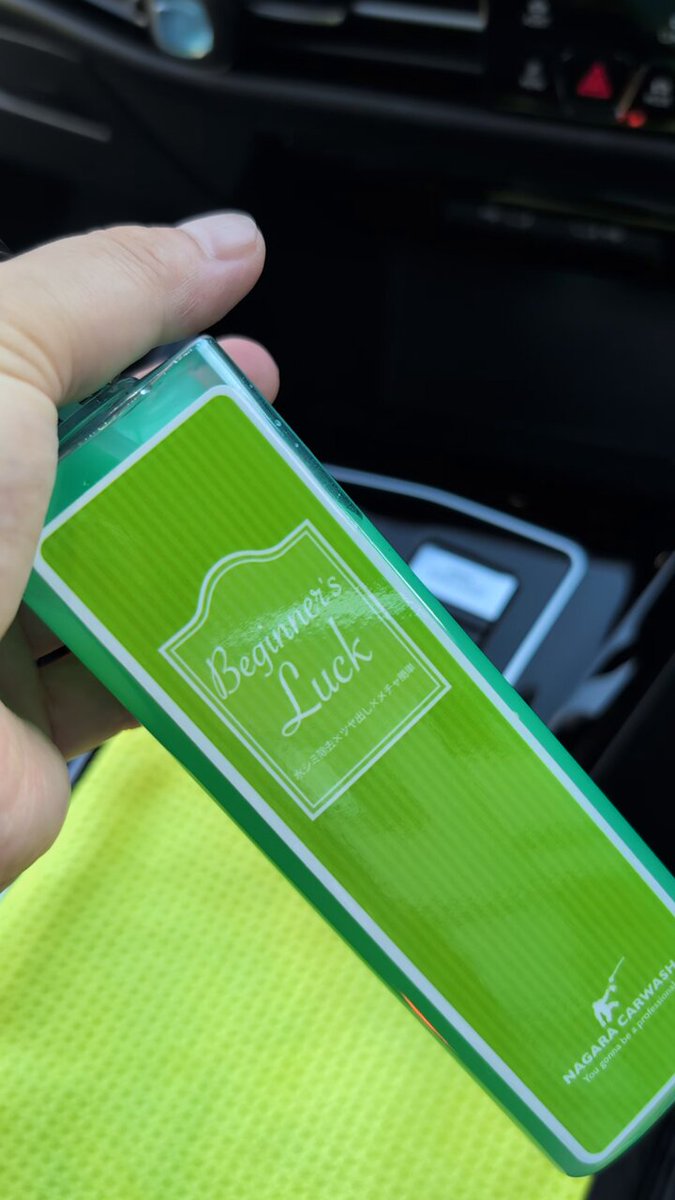 Beginner's
Luck
水シミ除去×ツヤ出し×メチャ簡単
NAGARA CARWASH
You gonna be a professional